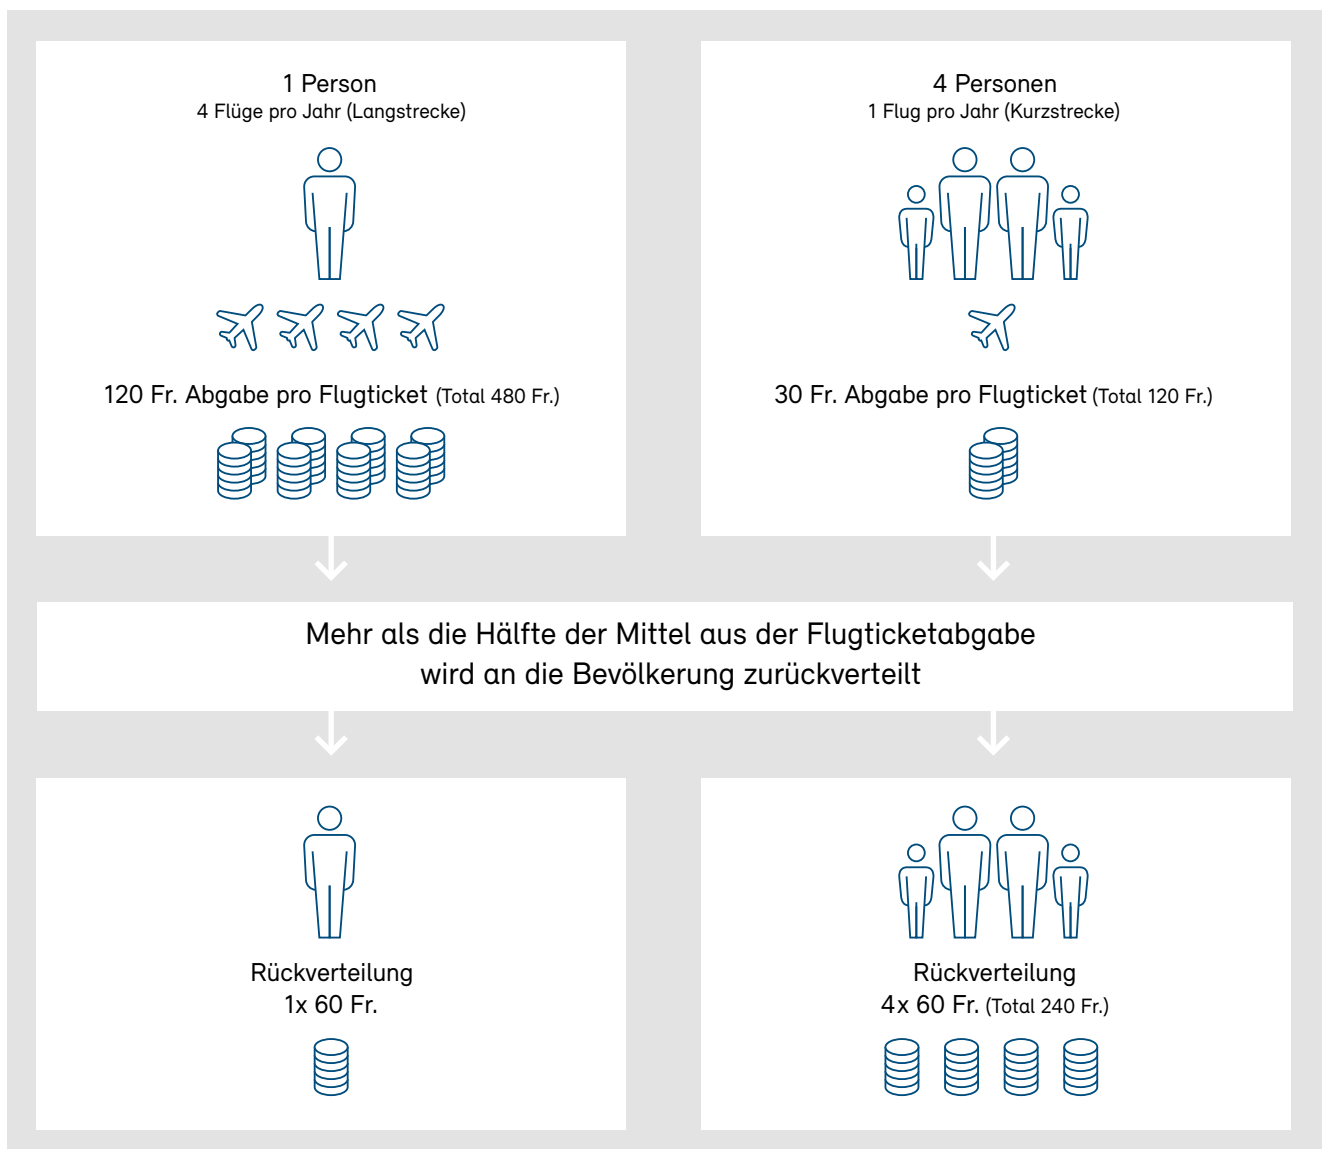 1 Person
4 Flüge pro Jahr (Langstrecke)
120 Fr. Abgabe pro Flugticket (Total 480 Fr.)
4 Personen
1 Flug pro Jahr (Kurzstrecke)
30 Fr. Abgabe pro Flugticket (Total 120 Fr.)
Mehr als die Hälfte der Mittel aus der Flugticketabgabe
wird an die Bevölkerung zurückverteilt
Rückverteilung
1x 60 Fr.
Rückverteilung
4x 60 Fr. (Total 240 Fr.)